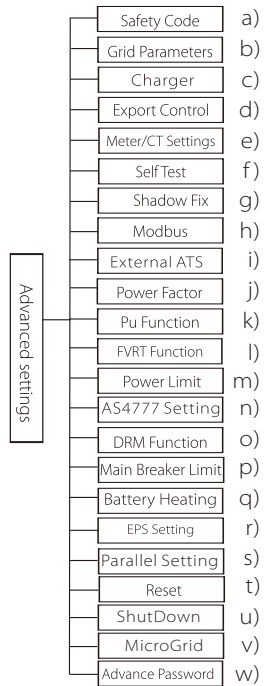 Advanced settings
Safety Code a)
Grid Parameters b)
Charger c)
Export Control d)
Meter/CT Settings e)
Self Test f)
Shadow Fix g)
Modbus h)
External ATS i)
Power Factor j)
Pu Function k)
FVRT Function l)
Power Limit m)
AS4777 Setting n)
DRM Function o)
Main Breaker Limit p)
Battery Heating q)
EPS Setting r)
Parallel Setting s)
Reset t)
ShutDown u)
MicroGrid v)
Advance Password w)